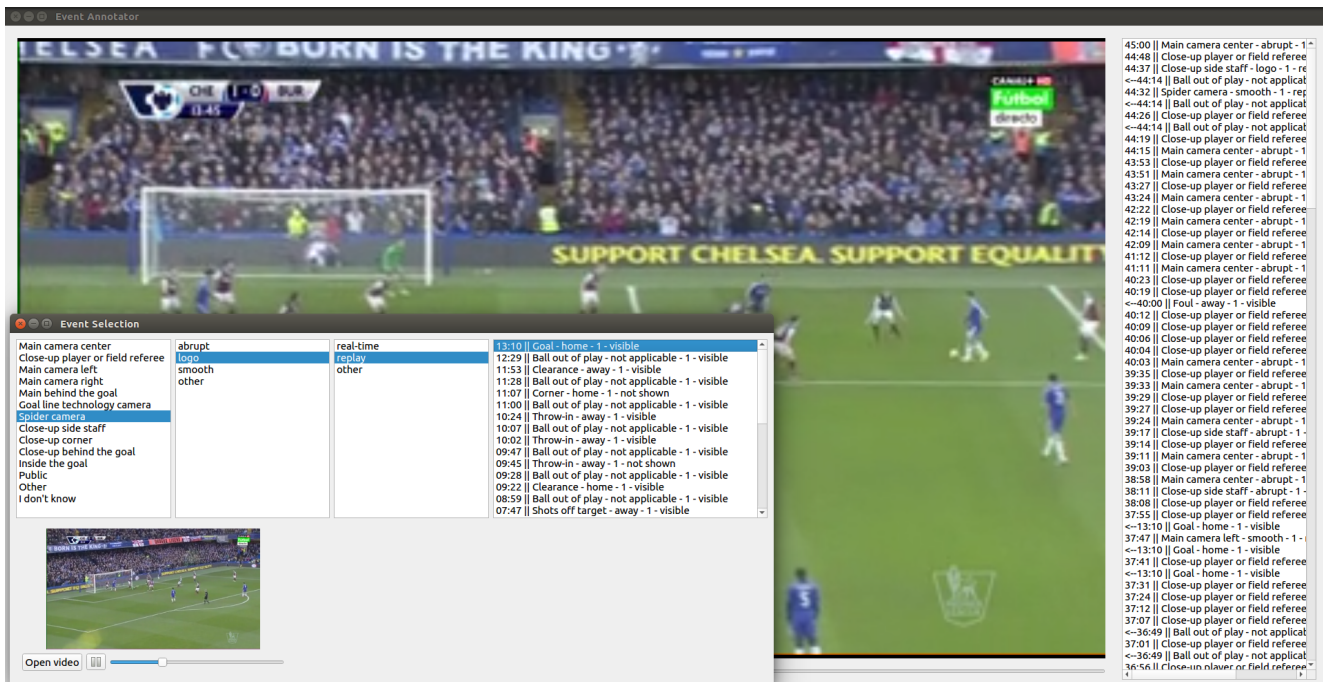 Event Annotator
ELSEA FC BORN IS THE KING
CHE 1-0 BUR
13:45
CANAL+ HD
Fútbol
directo
SUPPORT CHELSEA. SUPPORT EQUALIT
5
Event Selection
Main camera center
Close-up player or field referee
Main camera left
Main camera right
Main behind the goal
Goal line technology camera
Spider camera
Close-up side staff
Close-up corner
Close-up behind the goal
Inside the goal
Public
Other
I don't know
abrupt
logo
smooth
other
real-time
replay
other
13:10 || Goal - home - 1 - visible
12:29 || Ball out of play - not applicable - 1 - visible
11:53 || Clearance - away - 1 - visible
11:28 || Ball out of play - not applicable - 1 - visible
11:07 || Corner - home - 1 - not shown
11:00 || Ball out of play - not applicable - 1 - visible
10:24 || Throw-in - away - 1 - visible
10:07 || Ball out of play - not applicable - 1 - visible
10:02 || Throw-in - away - 1 - visible
09:47 || Ball out of play - not applicable - 1 - visible
09:45 || Throw-in - away - 1 - not shown
09:28 || Ball out of play - not applicable - 1 - visible
09:22 || Clearance - home - 1 - visible
08:59 || Ball out of play - not applicable - 1 - visible
07:47 || Shots off target - away - 1 - visible
BORN IS THE KING
Open video
45:00 || Main camera center - abrupt - 1
44:48 || Close-up player or field referee
44:37 || Close-up side staff - logo - 1 - re
<--44:14 || Ball out of play - not applicat
44:32 || Spider camera - smooth - 1 - rep
<--44:14 || Ball out of play - not applicat
44:26 || Close-up player or field referee
<--44:14 || Ball out of play - not applicat
44:19 || Close-up player or field referee
44:15 || Main camera center - abrupt - 1
43:53 || Close-up player or field referee
43:51 || Main camera center - abrupt - 1
43:27 || Close-up player or field referee
43:24 || Main camera center - abrupt - 1
42:22 || Close-up player or field referee
42:19 || Main camera center - abrupt - 1
42:14 || Close-up player or field referee
42:09 || Main camera center - abrupt - 1
41:12 || Close-up player or field referee
41:11 || Main camera center - abrupt - 1
40:23 || Close-up player or field referee
40:19 || Close-up player or field referee
<--40:00 || Foul - away - 1 - visible
40:12 || Close-up player or field referee
40:09 || Close-up player or field referee
40:06 || Close-up player or field referee
40:04 || Close-up player or field referee
40:03 || Main camera center - abrupt - 1
39:35 || Close-up player or field referee
39:33 || Main camera center - abrupt - 1
39:29 || Close-up player or field referee
39:27 || Close-up player or field referee
39:24 || Main camera center - abrupt - 1
39:17 || Close-up side staff - abrupt - 1 -
39:14 || Close-up player or field referee
39:11 || Main camera center - abrupt - 1
39:03 || Close-up player or field referee
38:58 || Main camera center - abrupt - 1
38:11 || Close-up side staff - abrupt - 1 -
38:08 || Close-up player or field referee
37:55 || Close-up player or field referee
<--13:10 || Goal - home - 1 - visible
37:47 || Main camera left - smooth - 1 -
<--13:10 || Goal - home - 1 - visible
37:41 || Close-up player or field referee
<--13:10 || Goal - home - 1 - visible
37:31 || Close-up player or field referee
37:24 || Close-up player or field referee
37:12 || Close-up player or field referee
37:07 || Close-up player or field referee
<--36:49 || Ball out of play - not applicat
37:01 || Close-up player or field referee
<--36:49 || Ball out of play - not applicat
36:56 || Close-up player or field referee